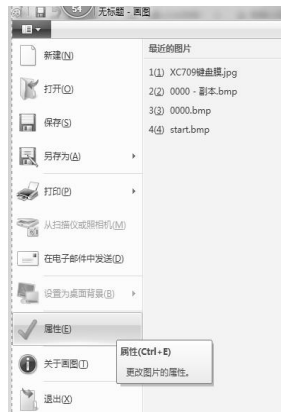 54
无标题 - 画图
最近的图片
新建(N)
1(1) XC709键盘膜.jpg
打开(O)
2(2) 0000 - 副本.bmp
保存(S)
3(3) 0000.bmp
另存为(A)
4(4) start.bmp
打印(P)
从扫描仪或照相机(M)
在电子邮件中发送(D)
设置为桌面背景(B)
属性(E)
属性(Ctrl+E)
关于画图(T)
更改图片的属性。
退出(X)